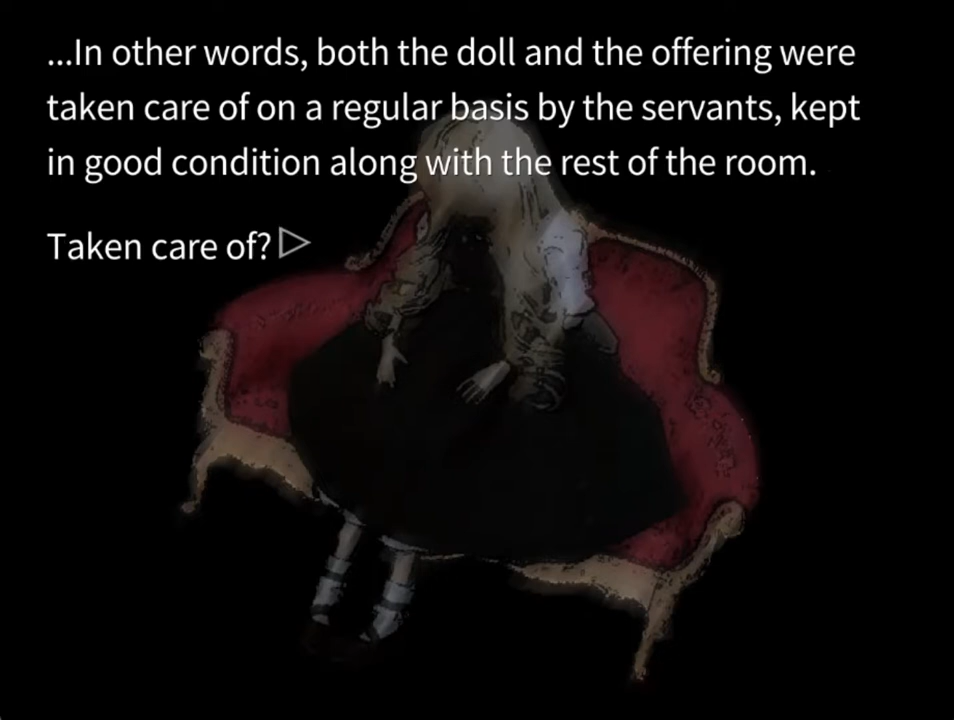 ...In other words, both the doll and the offering were
taken care of on a regular basis by the servants, kept
in good condition along with the rest of the room.
Taken care of?